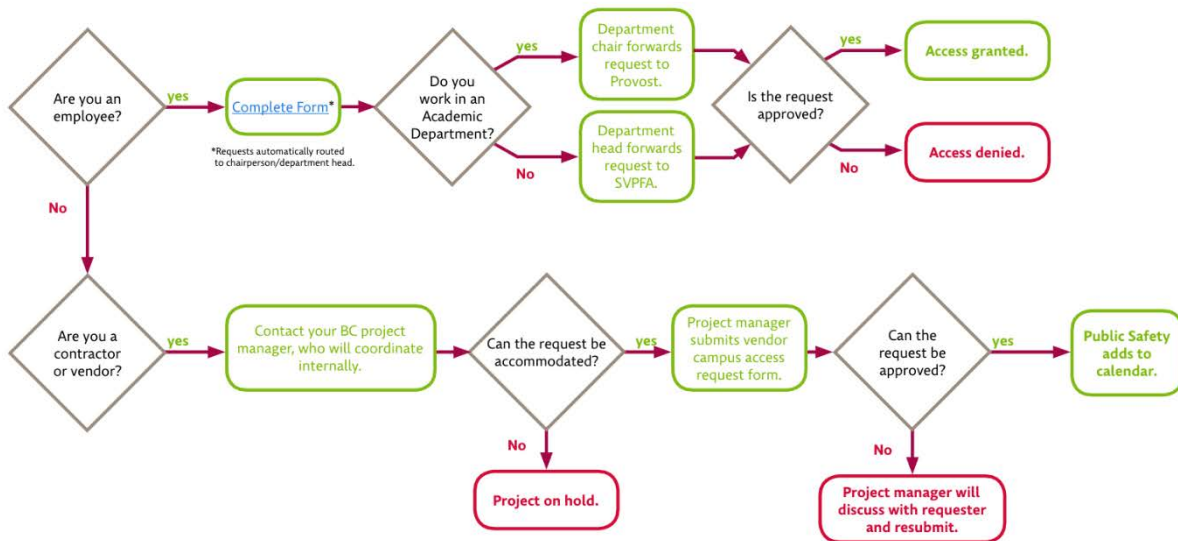 Are you an
employee?
yes
Complete Form*
*Requests automatically routed
to chairperson/department head.
Do you
work in an
Academic
Department?
yes
Department
chair forwards
request to
Provost.
No
Department
head forwards
request to
SVPFA.
Is the request
approved?
yes
Access granted.
No
Access denied.
No
Are you a
contractor
or vendor?
yes
Contact your BC project
manager, who will coordinate
internally.
Can the request be
accommodated?
yes
Project manager
submits vendor
campus access
request form.
Can the
request be
approved?
yes
Public Safety
adds to
calendar.
No
Project on hold.
No
Project manager will
discuss with requester
and resubmit.